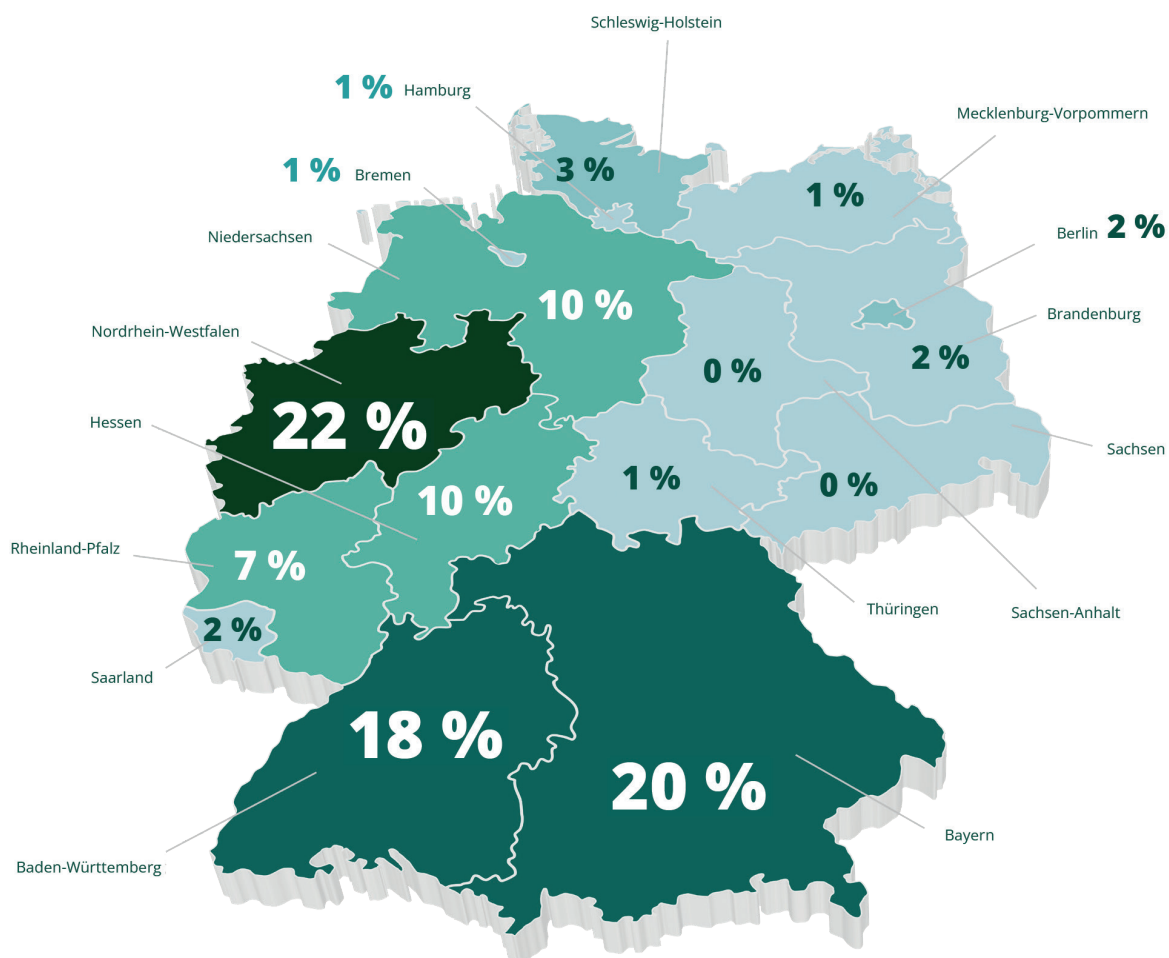 Schleswig-Holstein
1 % Hamburg
Mecklenburg-Vorpommern
3 %
1 % Bremen
1 %
Berlin 2 %
Niedersachsen
10 %
Brandenburg
Nordrhein-Westfalen
2 %
0 %
Hessen
22 %
Sachsen
1 %
0 %
10 %
Rheinland-Pfalz
7 %
Thüringen
Sachsen-Anhalt
2 %
Saarland
18 %
20 %
Bayern
Baden-Württemberg